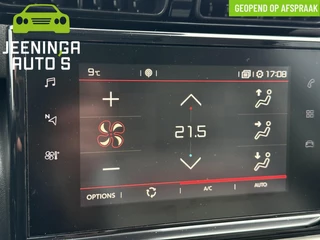 GEOPEND OP AFSPRAAK
JEENINGA
AUTO'S
9°C
17:08
21.5
OPTIONS
A/C
AUTO